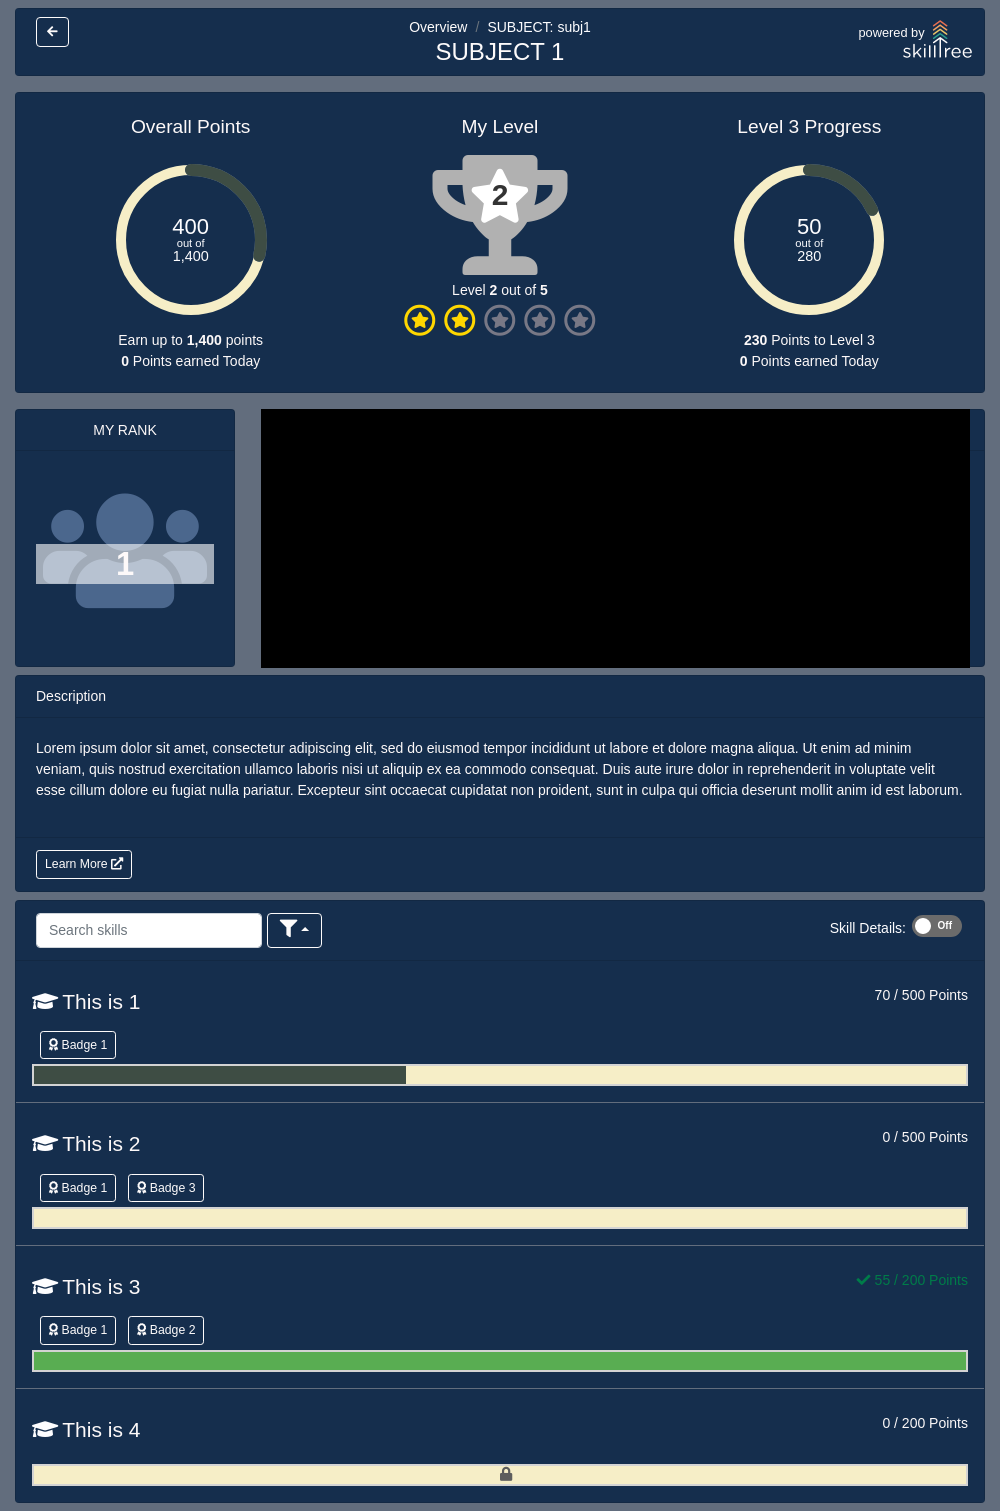 Overview / SUBJECT: subj1
SUBJECT 1
powered by
skilltree
Overall Points
400
out of
1,400
Earn up to 1,400 points
0 Points earned Today
My Level
2
Level 2 out of 5
Level 3 Progress
50
out of
280
230 Points to Level 3
0 Points earned Today
MY RANK
1
Description
Lorem ipsum dolor sit amet, consectetur adipiscing elit, sed do eiusmod tempor incididunt ut labore et dolore magna aliqua. Ut enim ad minim
veniam, quis nostrud exercitation ullamco laboris nisi ut aliquip ex ea commodo consequat. Duis aute irure dolor in reprehenderit in voluptate velit
esse cillum dolore eu fugiat nulla pariatur. Excepteur sint occaecat cupidatat non proident, sunt in culpa qui officia deserunt mollit anim id est laborum.
Learn More
Search skills
Skill Details: Off
This is 1
70 / 500 Points
Badge 1
This is 2
0 / 500 Points
Badge 1 Badge 3
This is 3
55 / 200 Points
Badge 1 Badge 2
This is 4
0 / 200 Points